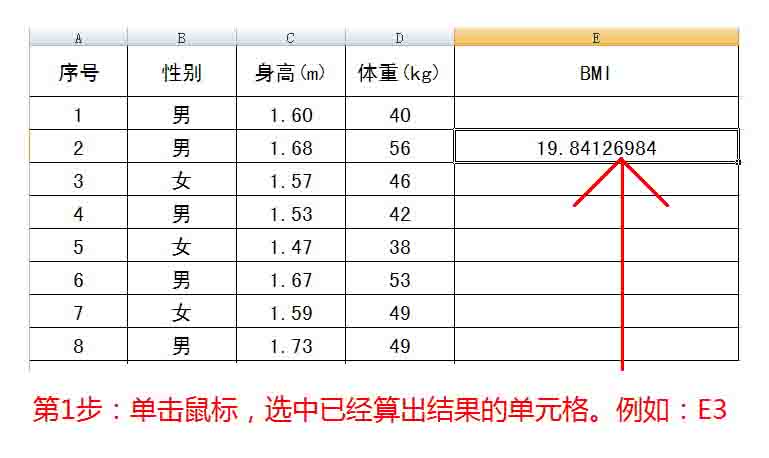 A B C D E
序号 性别 身高(m) 体重(kg) BMI
1 男 1.60 40
2 男 1.68 56 19.84126984
3 女 1.57 46
4 男 1.53 42
5 女 1.47 38
6 男 1.67 53
7 女 1.59 49
8 男 1.73 49
第1步：单击鼠标，选中已经算出结果的单元格。例如：E3